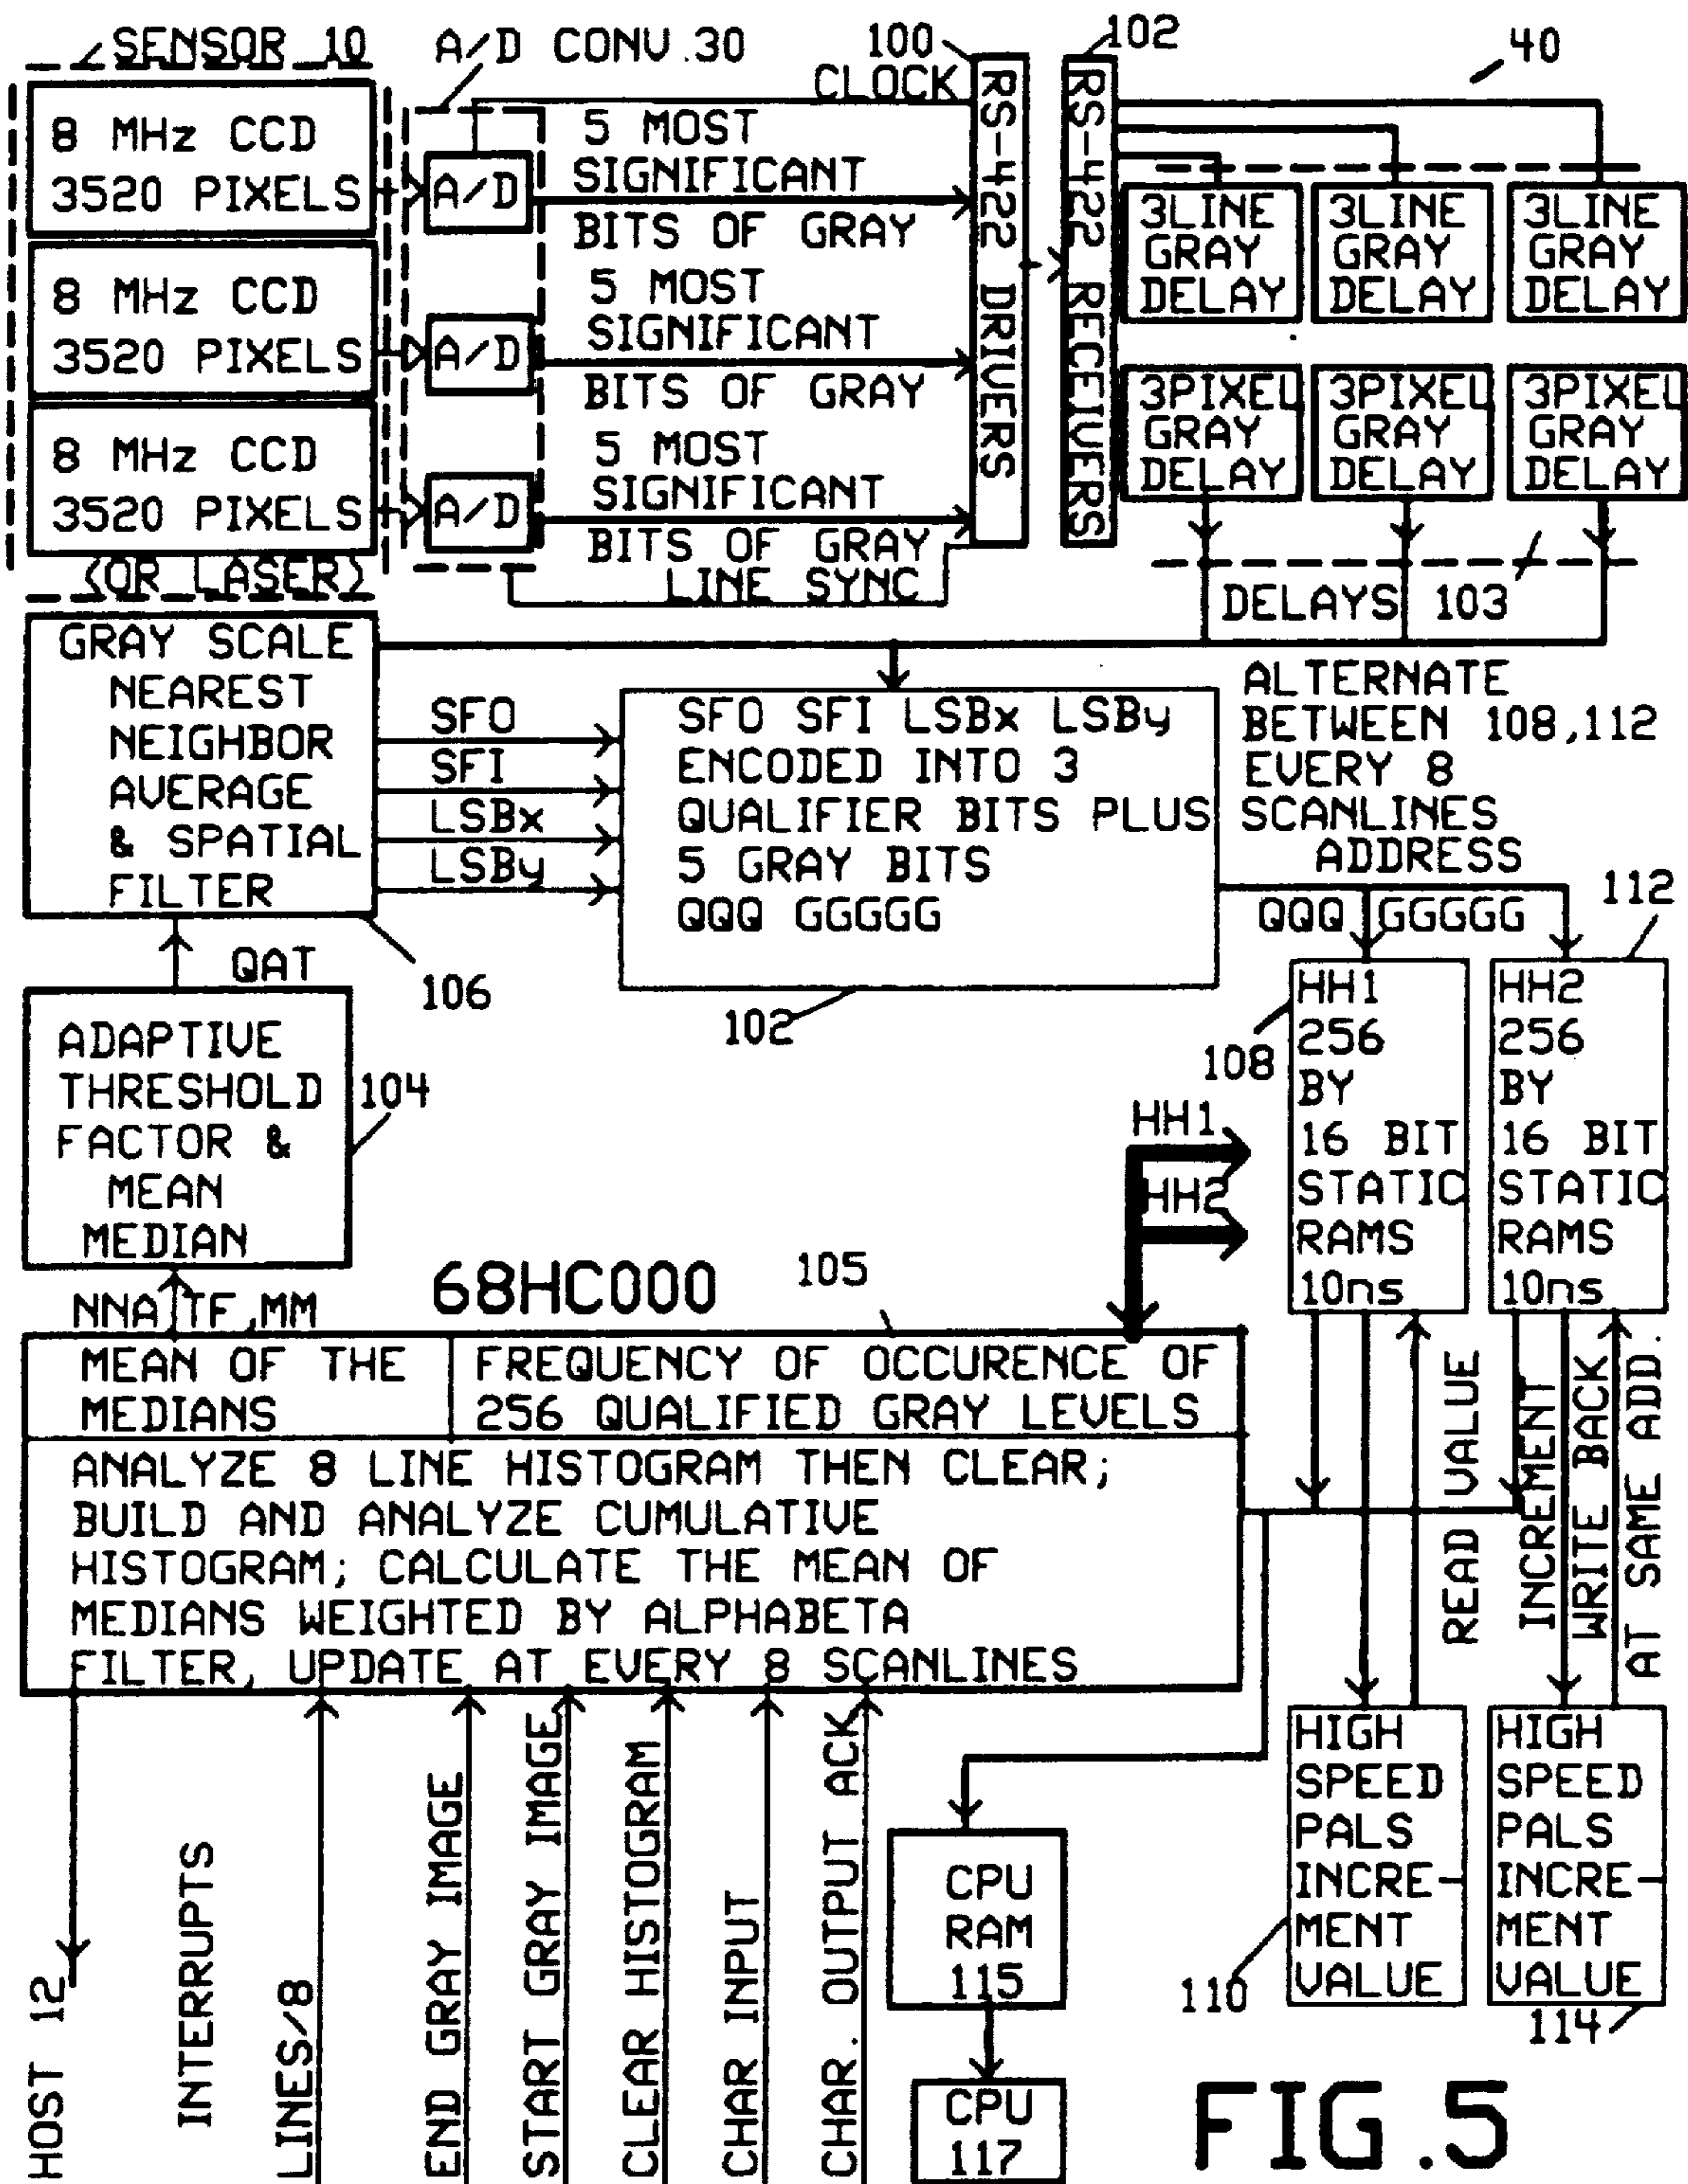 SENSOR 10
A/D CONV.30
100
CLOCK
102
40
8 MHz CCD
3520 PIXELS
8 MHz CCD
3520 PIXELS
8 MHz CCD
3520 PIXELS
(OR LASER)
A/D
A/D
A/D
5 MOST
SIGNIFICANT
BITS OF GRAY
5 MOST
SIGNIFICANT
BITS OF GRAY
5 MOST
SIGNIFICANT
BITS OF GRAY
LINE SYNC
RS-422 DRIVERS
RS-422 RECEIVERS
3LINE
GRAY
DELAY
3LINE
GRAY
DELAY
3LINE
GRAY
DELAY
3PIXEL
GRAY
DELAY
3PIXEL
GRAY
DELAY
3PIXEL
GRAY
DELAY
DELAYS 103
GRAY SCALE
NEAREST
NEIGHBOR
AVERAGE
& SPATIAL
FILTER
106
SFO
SFI
LSBx
LSBy
SFO SFI LSBx LSBy
ENCODED INTO 3
QUALIFIER BITS PLUS
5 GRAY BITS
QQQ GGGGG
102
ALTERNATE
BETWEEN 108,112
EVERY 8
SCANLINES
ADDRESS
QQQ GGGGG
112
QAT
ADAPTIVE
THRESHOLD
FACTOR &
MEAN
MEDIAN
104
HH1
256
BY
16 BIT
STATIC
RAMS
10ns
108
HH2
256
BY
16 BIT
STATIC
RAMS
10ns
HH1
HH2
NNA TF,MM
68HC000
105
MEAN OF THE
MEDIANS
FREQUENCY OF OCCURENCE OF
256 QUALIFIED GRAY LEVELS
ANALYZE 8 LINE HISTOGRAM THEN CLEAR;
BUILD AND ANALYZE CUMULATIVE
HISTOGRAM; CALCULATE THE MEAN OF
MEDIANS WEIGHTED BY ALPHABETA
FILTER, UPDATE AT EVERY 8 SCANLINES
READ VALUE
INCREMENT
WRITE BACK
AT SAME ADD.
HOST 12
INTERRUPTS
LINES/8
END GRAY IMAGE
START GRAY IMAGE
CLEAR HISTOGRAM
CHAR INPUT
CHAR. OUTPUT ACK
CPU
RAM
115
CPU
117
HIGH
SPEED
PALS
INCRE-
MENT
VALUE
110
HIGH
SPEED
PALS
INCRE-
MENT
VALUE
114
FIG.5